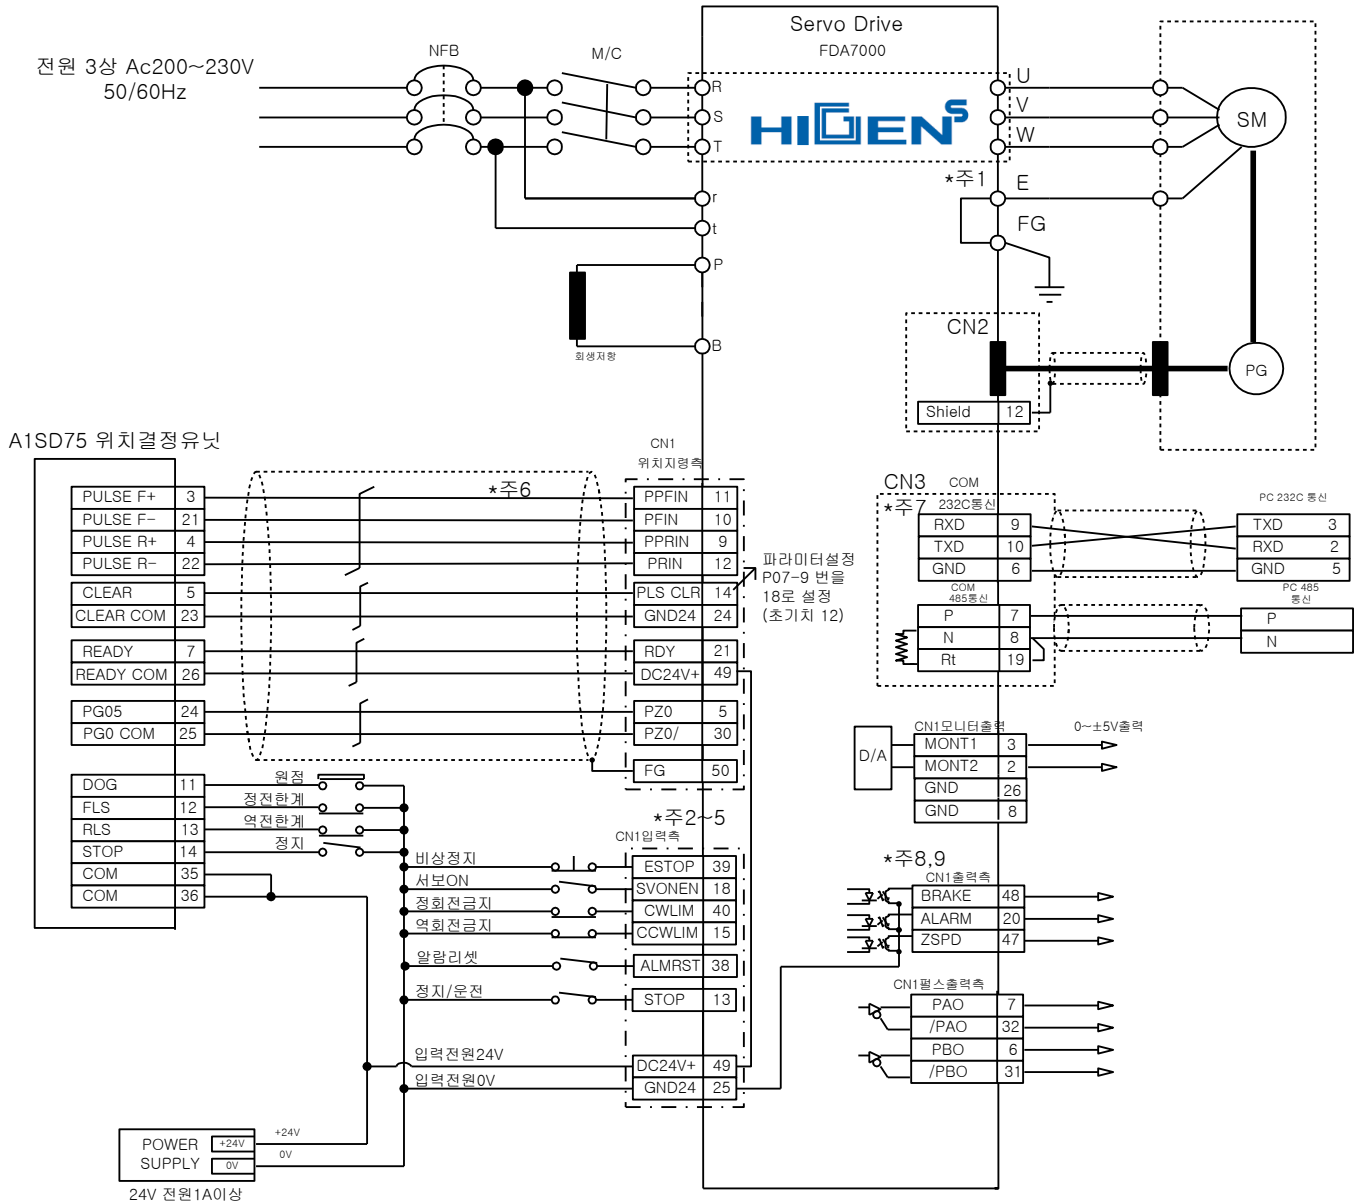 Servo Drive
FDA7000
전원 3상 Ac200~230V
50/60Hz
NFB
M/C
R
S
T
r
t
P
B
HIGEN S
U
V
W
*주1
E
FG
SM
PG
회생저항
CN2
Shield 12
A1SD75 위치결정유닛
PULSE F+ 3
PULSE F- 21
PULSE R+ 4
PULSE R- 22
CLEAR 5
CLEAR COM 23
READY 7
READY COM 26
PG05 24
PG0 COM 25
DOG 11
FLS 12
RLS 13
STOP 14
COM 35
COM 36
*주6
원점
정전한계
역전한계
정지
CN1
위치지령측
PPFIN 11
PFIN 10
PPRIN 9
PRIN 12
PLS CLR 14
GND24 24
RDY 21
DC24V+ 49
PZ0 5
PZ0/ 30
FG 50
파라미터설정
P07-9 번을
18로 설정
(초기치 12)
*주2~5
CN1입력측
비상정지
서보ON
정회전금지
역회전금지
알람리셋
정지/운전
입력전원24V
입력전원0V
ESTOP 39
SVONEN 18
CWLIM 40
CCWLIM 15
ALMRST 38
STOP 13
DC24V+ 49
GND24 25
CN3 COM
*주7 232C통신
RXD 9
TXD 10
GND 6
COM
485통신
P 7
N 8
Rt 19
PC 232C 통신
TXD 3
RXD 2
GND 5
PC 485
통신
P
N
CN1모니터출력
0~±5V출력
D/A
MONT1 3
MONT2 2
GND 26
GND 8
*주8,9
CN1출력측
BRAKE 48
ALARM 20
ZSPD 47
CN1펄스출력측
PAO 7
/PAO 32
PBO 6
/PBO 31
POWER
SUPPLY
+24V
0V
+24V
0V
24V 전원1A이상